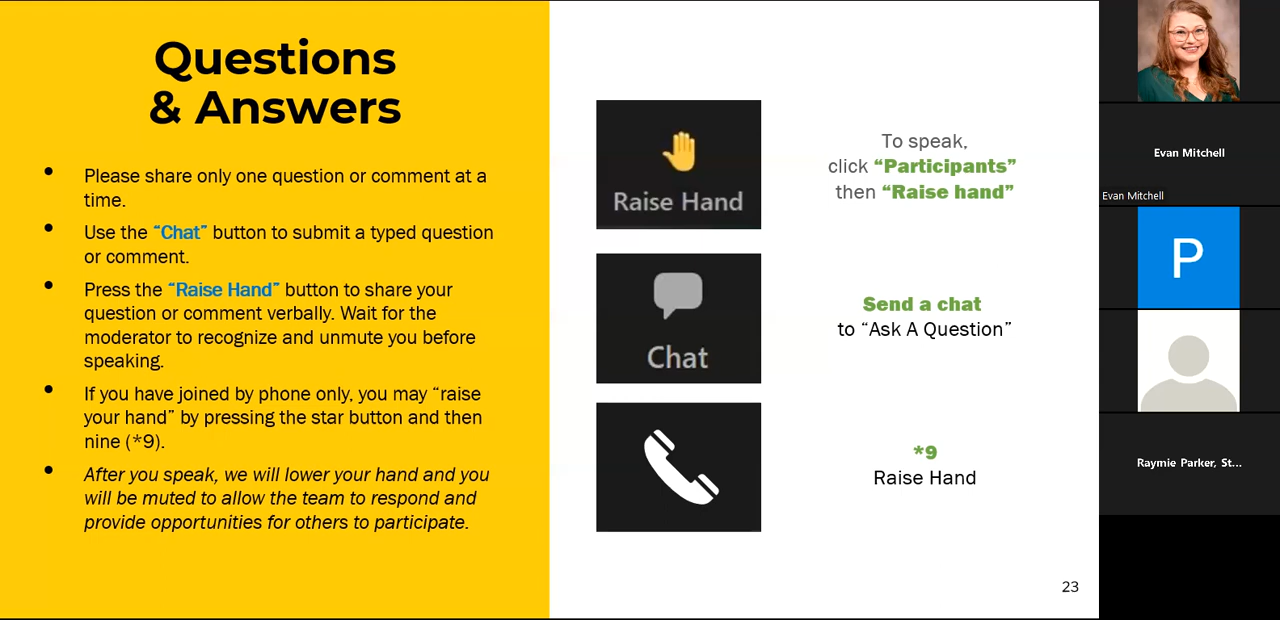 Questions
& Answers
• Please share only one question or comment at a
time.
• Use the “Chat” button to submit a typed question
or comment.
• Press the “Raise Hand” button to share your
question or comment verbally. Wait for the
moderator to recognize and unmute you before
speaking.
• If you have joined by phone only, you may “raise
your hand” by pressing the star button and then
nine (*9).
• After you speak, we will lower your hand and you
will be muted to allow the team to respond and
provide opportunities for others to participate.
Raise Hand
To speak,
click “Participants”
then “Raise hand”
Chat
Send a chat
to “Ask A Question”
*9
Raise Hand
23
Evan Mitchell
Evan Mitchell
P
Raymie Parker, St...